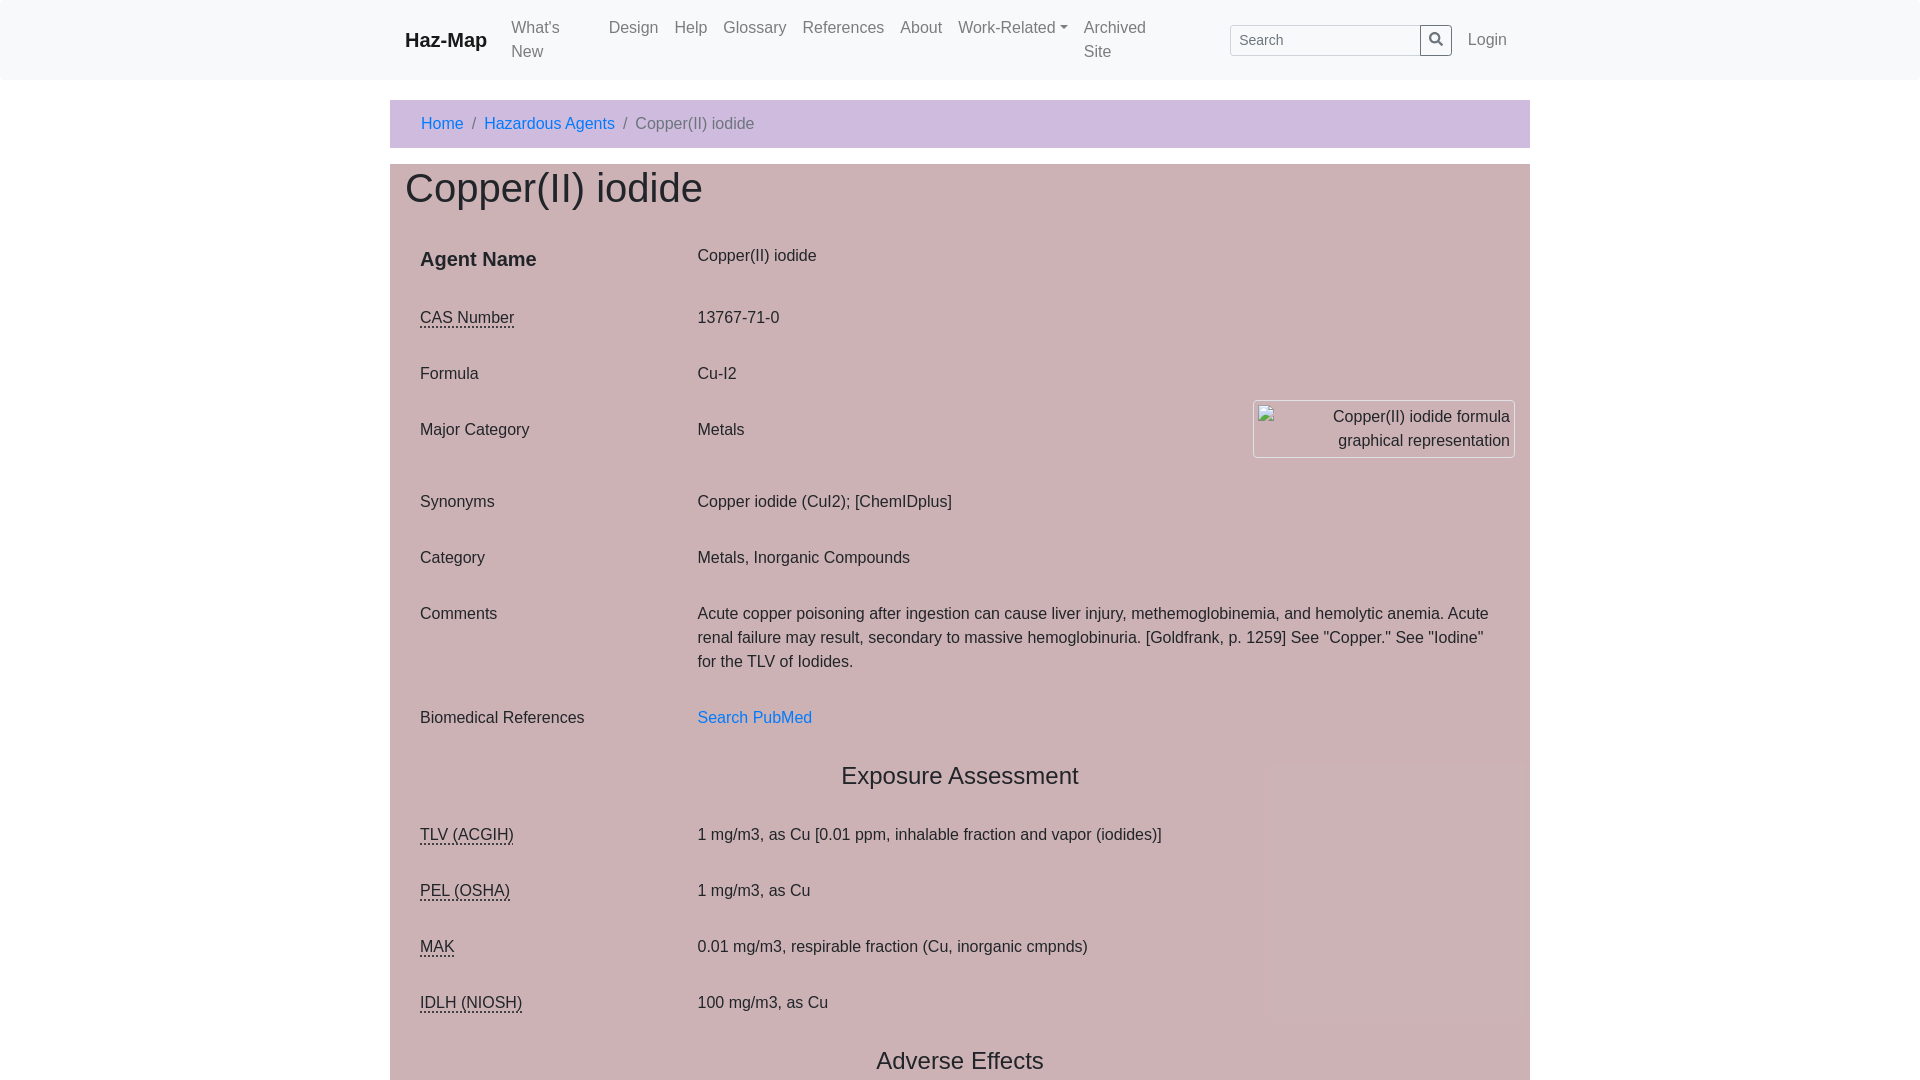 Haz-Map
What's New
Design
Help
Glossary
References
About
Work-Related
Archived Site
Search
Login
Home / Hazardous Agents / Copper(II) iodide
Copper(II) iodide
Agent Name
Copper(II) iodide
CAS Number
13767-71-0
Formula
Cu-I2
Major Category
Metals
Copper(II) iodide formula
graphical representation
Synonyms
Copper iodide (CuI2); [ChemIDplus]
Category
Metals, Inorganic Compounds
Comments
Acute copper poisoning after ingestion can cause liver injury, methemoglobinemia, and hemolytic anemia. Acute
renal failure may result, secondary to massive hemoglobinuria. [Goldfrank, p. 1259] See "Copper." See "Iodine"
for the TLV of Iodides.
Biomedical References
Search PubMed
Exposure Assessment
TLV (ACGIH)
1 mg/m3, as Cu [0.01 ppm, inhalable fraction and vapor (iodides)]
PEL (OSHA)
1 mg/m3, as Cu
MAK
0.01 mg/m3, respirable fraction (Cu, inorganic cmpnds)
IDLH (NIOSH)
100 mg/m3, as Cu
Adverse Effects